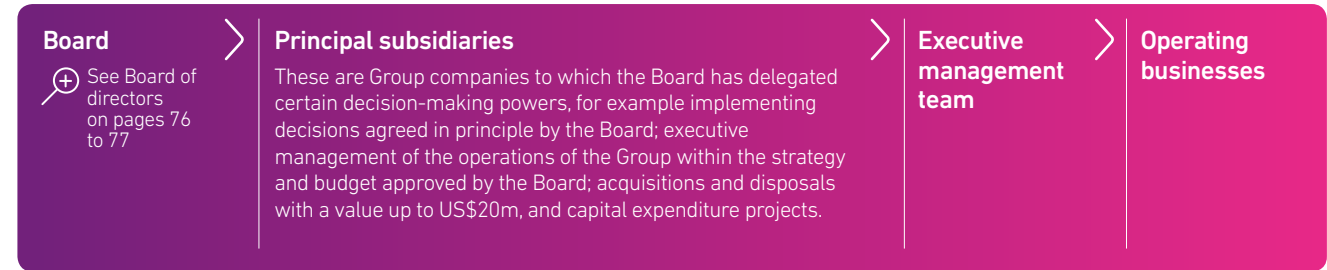 Board
See Board of
directors
on pages 76
to 77
Principal subsidiaries
These are Group companies to which the Board has delegated
certain decision-making powers, for example implementing
decisions agreed in principle by the Board; executive
management of the operations of the Group within the strategy
and budget approved by the Board; acquisitions and disposals
with a value up to US$20m, and capital expenditure projects.
Executive
management
team
Operating
businesses